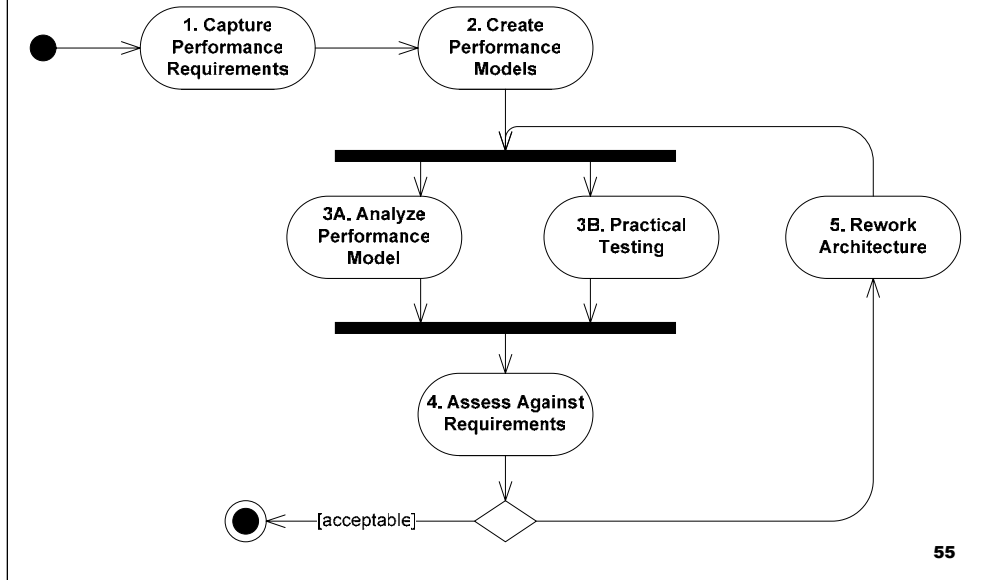 1. Capture
Performance
Requirements
2. Create
Performance
Models
3A. Analyze
Performance
Model
3B. Practical
Testing
5. Rework
Architecture
4. Assess Against
Requirements
[acceptable]
55